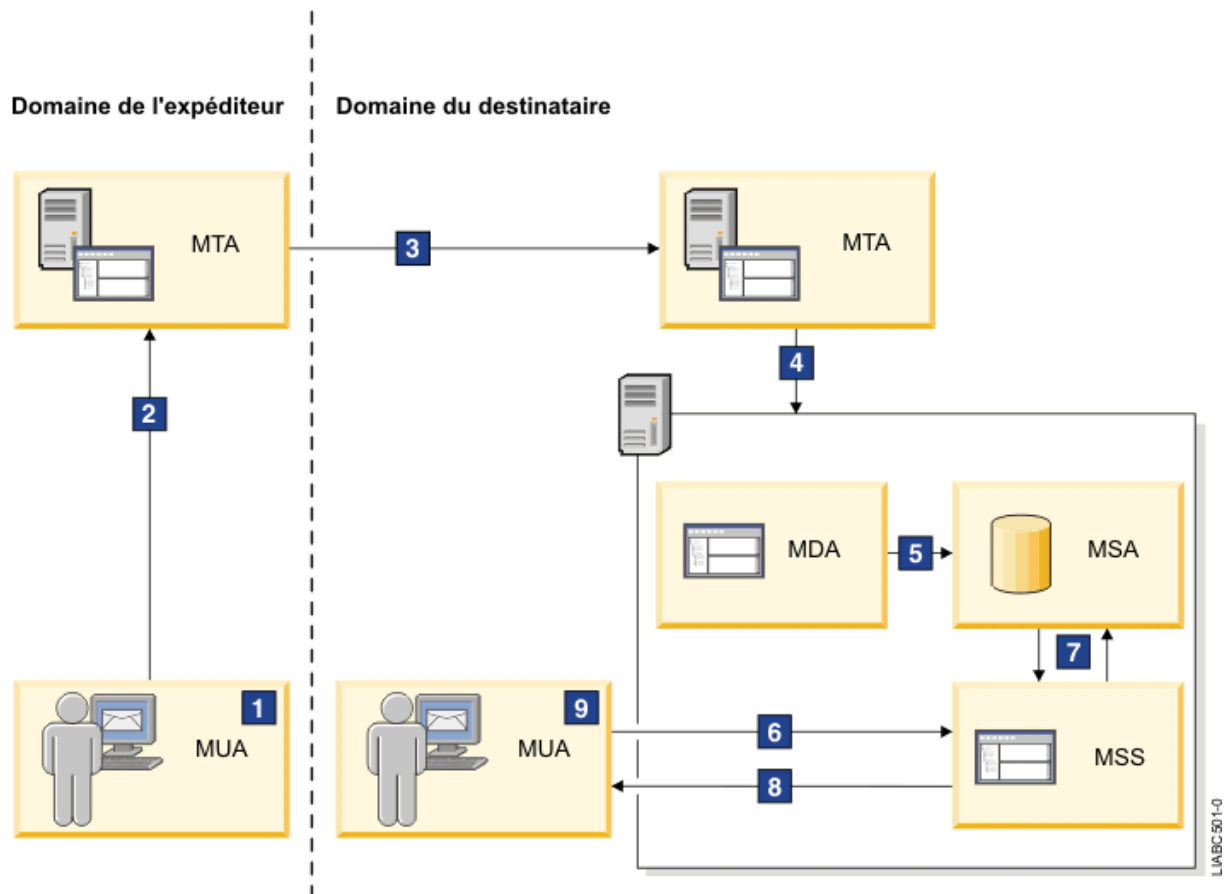 Domaine de l'expéditeur
Domaine du destinataire
MTA
3
MTA
4
2
MDA
5
MSA
7
1
MUA
9
MUA
6
8
MSS
LIABC501-0